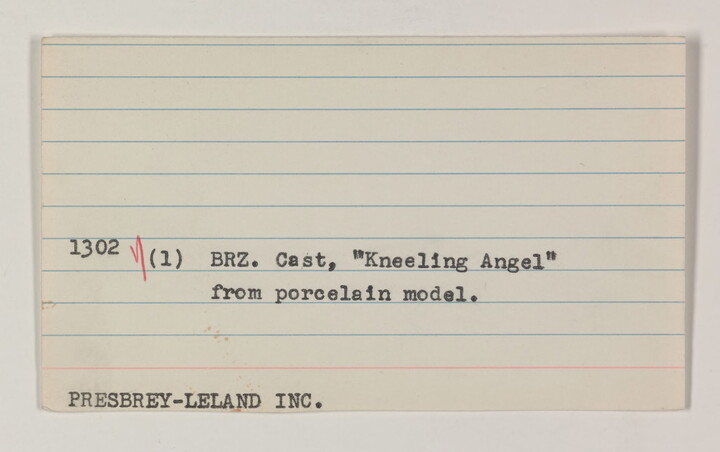 1302 (1) BRZ. Cast, "Kneeling Angel"
from porcelain model.
PRESBREY-LELAND INC.